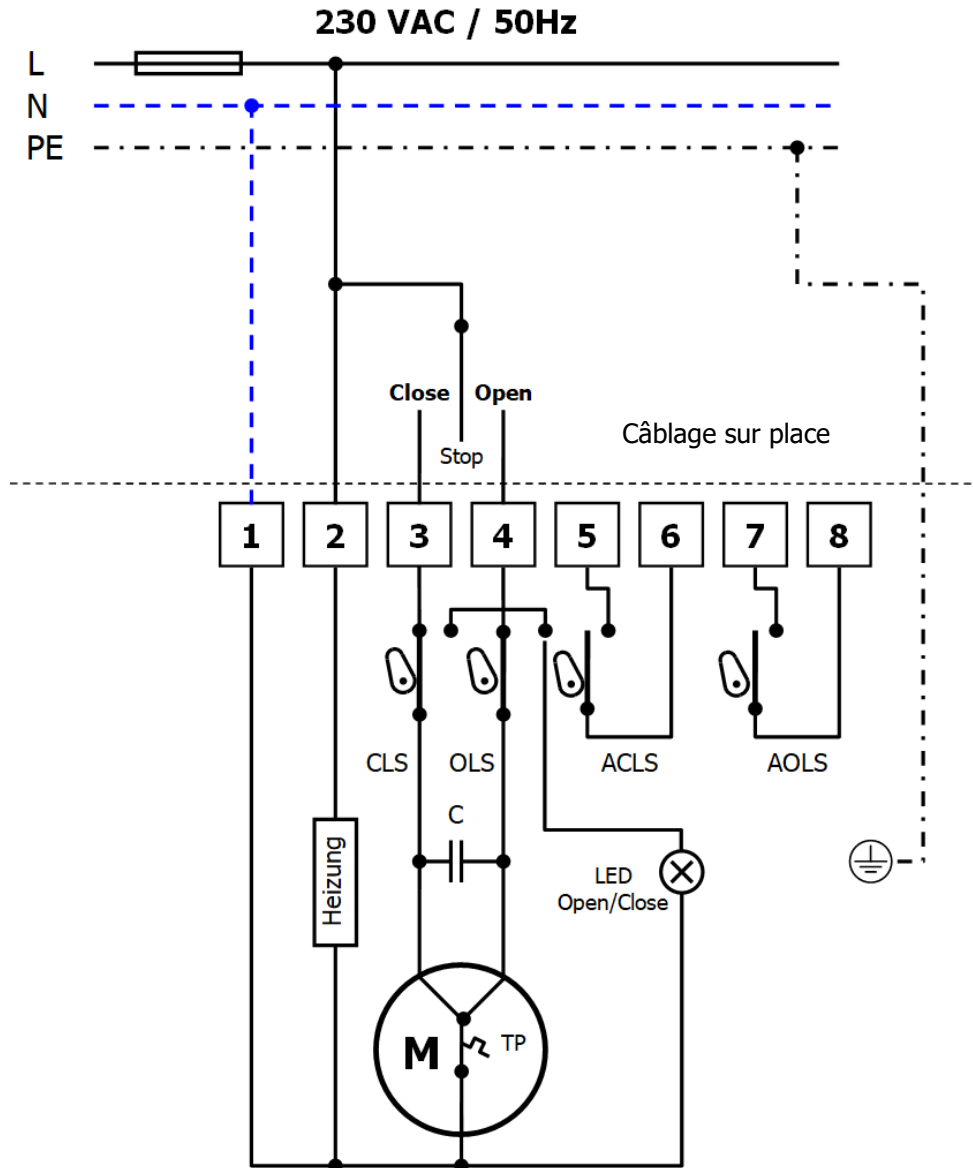 230 VAC / 50Hz
L
N
PE
Close Open
Stop
Câblage sur place
1 2 3 4 5 6 7 8
CLS OLS ACLS AOLS
C
Heizung
LED
Open/Close
M TP